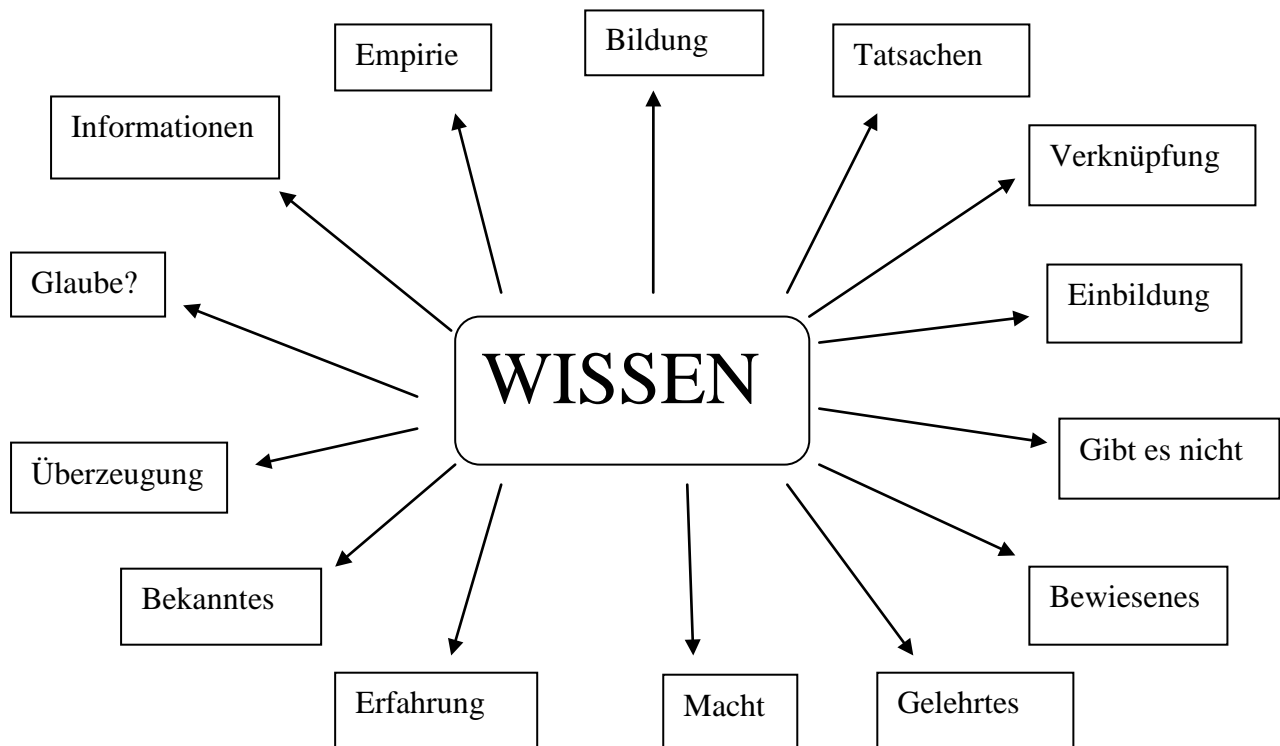 Bildung
Empirie
Tatsachen
Informationen
Verknüpfung
Glaube?
Einbildung
WISSEN
Gibt es nicht
Überzeugung
Bekanntes
Bewiesenes
Erfahrung
Macht
Gelehrtes